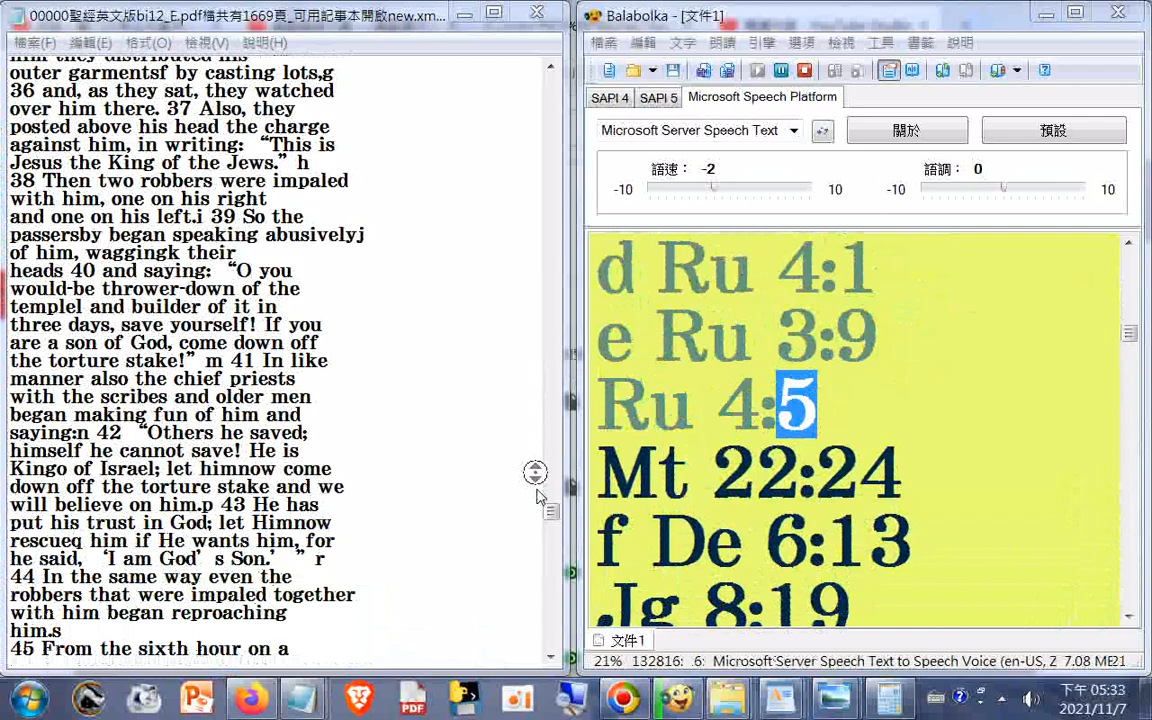 00000聖經英文版bi12_E.pdf檔共有1669頁_可用記事本開啟new.xm...
檔案(F) 編輯(E) 格式(O) 檢視(V) 說明(H)
him they distributed his
outer garmentsf by casting lots,g
36 and, as they sat, they watched
over him there. 37 Also, they
posted above his head the charge
against him, in writing: “This is
Jesus the King of the Jews.” h
38 Then two robbers were impaled
with him, one on his right
and one on his left.i 39 So the
passersby began speaking abusivelyj
of him, waggingk their
heads 40 and saying: “O you
would-be thrower-down of the
templel and builder of it in
three days, save yourself! If you
are a son of God, come down off
the torture stake!” m 41 In like
manner also the chief priests
with the scribes and older men
began making fun of him and
saying:n 42 “Others he saved;
himself he cannot save! He is
Kingo of Israel; let himnow come
down off the torture stake and we
will believe on him.p 43 He has
put his trust in God; let Himnow
rescueq him if He wants him, for
he said, ‘I am God’s Son.’ ” r
44 In the same way even the
robbers that were impaled together
with him began reproaching
him.s
45 From the sixth hour on a
Balabolka - [文件1]
檔案 編輯 文字 朗讀 引擎 選項 檢視 工具 書籤 說明
SAPI 4 SAPI 5 Microsoft Speech Platform
Microsoft Server Speech Text 關於 預設
語速： -2 語調： 0
-10 10 -10 10
d Ru 4:1
e Ru 3:9
Ru 4:5
Mt 22:24
f De 6:13
Jg 8:19
文件1
21% 132816: .6: Microsoft Server Speech Text to Speech Voice (en-US, Z 7.08 ME21
PDF
下午 05:33
2021/11/7